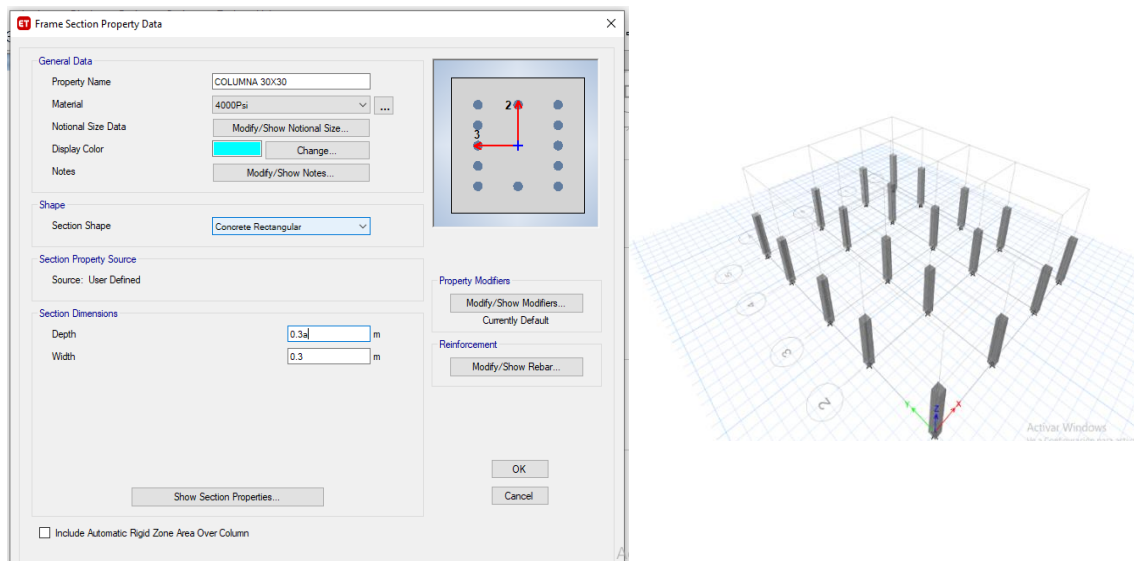 ET Frame Section Property Data
General Data
Property Name COLUMNA 30X30
Material 4000Psi ...
Notional Size Data Modify/Show Notional Size...
Display Color Change...
Notes Modify/Show Notes...
Shape
Section Shape Concrete Rectangular
Section Property Source
Source: User Defined
Section Dimensions
Depth 0.3a m
Width 0.3 m
Show Section Properties...
Include Automatic Rigid Zone Area Over Column
2
3
Property Modifiers
Modify/Show Modifiers...
Currently Default
Reinforcement
Modify/Show Rebar...
OK
Cancel
4
3
2
Y
Z
X
Activar Windows